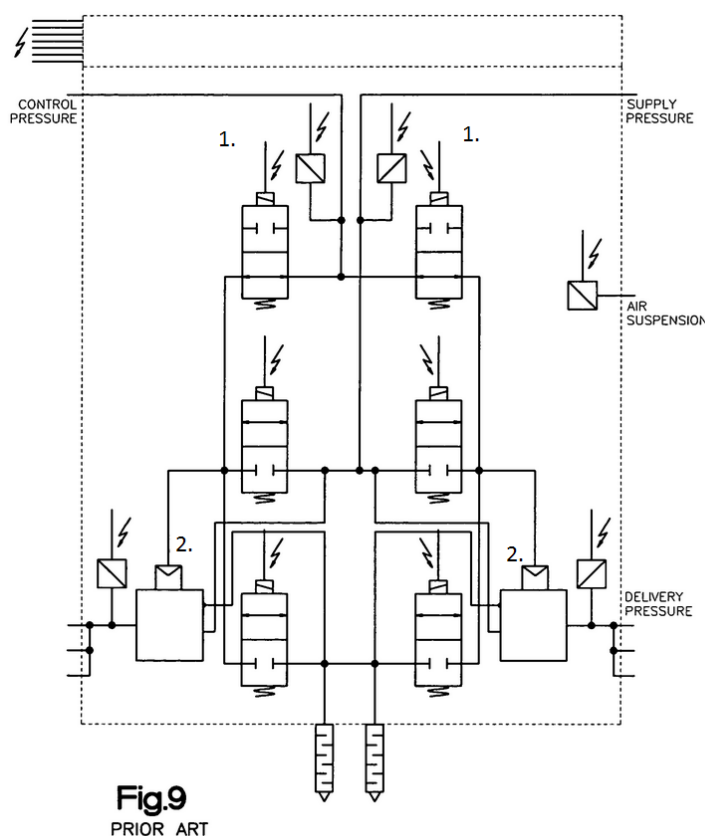 CONTROL
PRESSURE
SUPPLY
PRESSURE
1.
1.
AIR
SUSPENSION
2.
2.
DELIVERY
PRESSURE
Fig.9
PRIOR ART